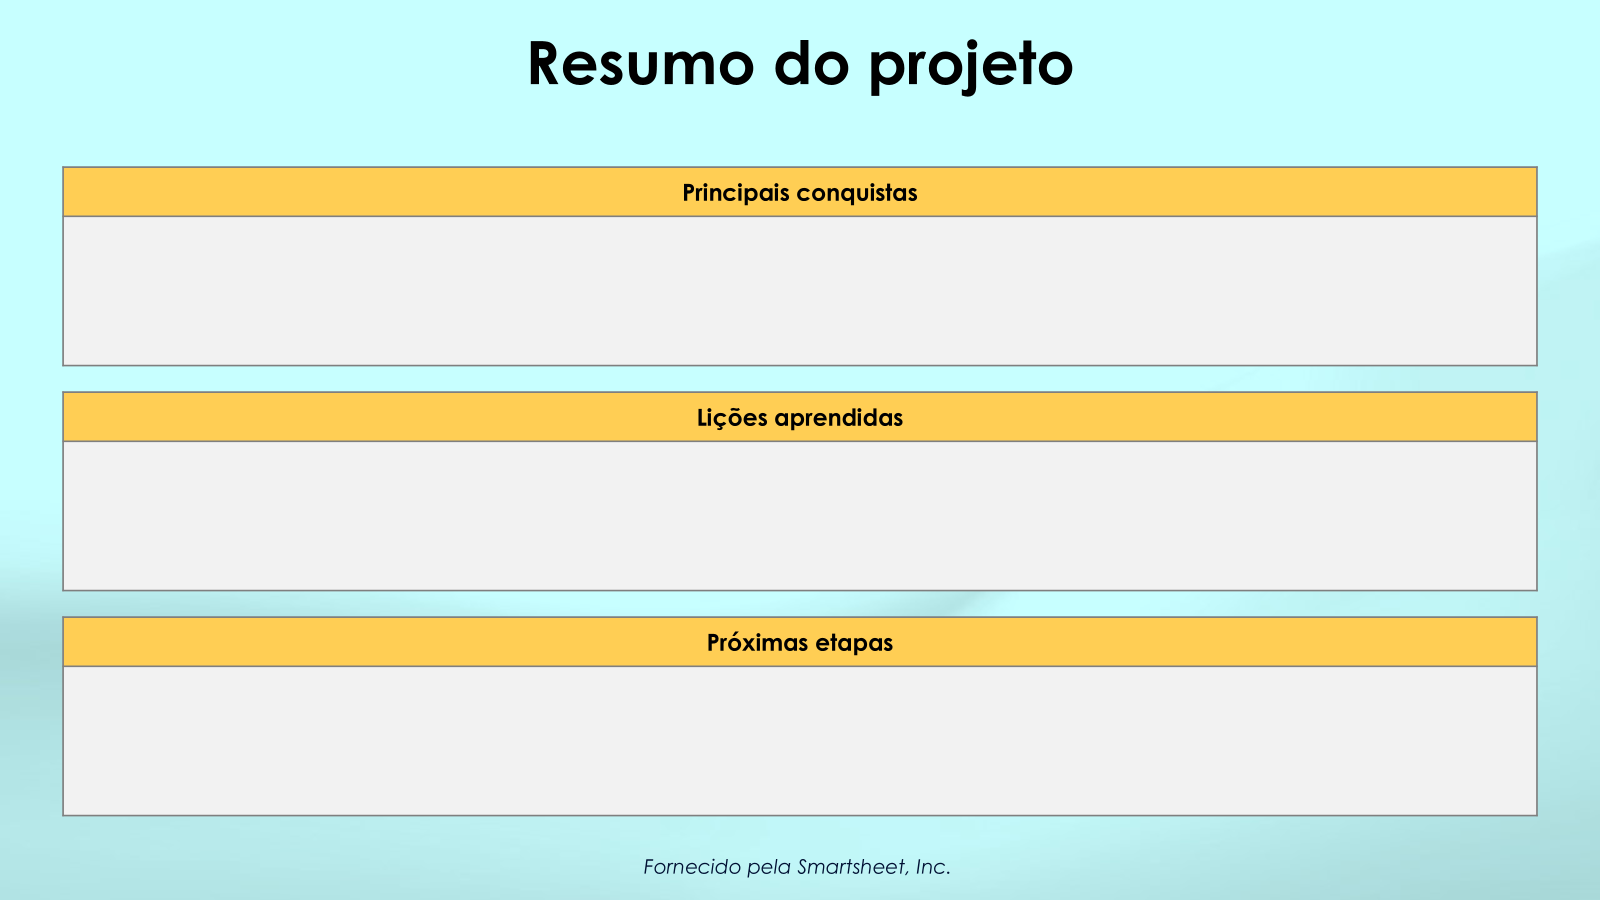 Resumo do projeto
Principais conquistas
Lições aprendidas
Próximas etapas
Fornecido pela Smartsheet, Inc.